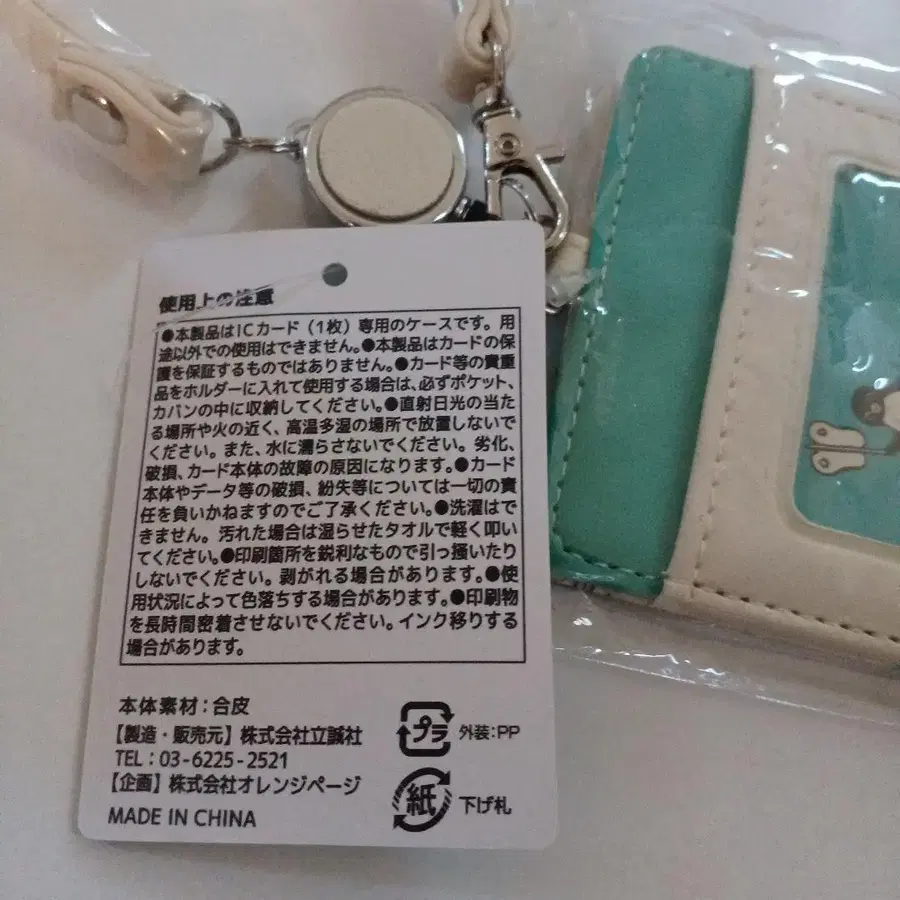 使用上の注意
●本製品はICカード（1枚）専用のケースです。用
途以外での使用はできません。●本製品はカードの保
護を保証するものではありません。●カード等の貴重
品をホルダーに入れて使用する場合は、必ずポケット、
カバンの中に収納してください。●直射日光の当た
る場所や火の近く、高温多湿の場所で放置しないで
ください。また、水に濡らさないでください。劣化、
破損、カード本体の故障の原因になります。●カード
本体やデータ等の破損、紛失等については一切の責
任を負いかねますのでご了承ください。●洗濯はで
きません。汚れた場合は湿らせたタオルで軽く叩い
てください。●印刷箇所を鋭利なもので引っ掻いたり
しないでください。剥がれる場合があります。●使
用状況によって色落ちする場合があります。●印刷物
を長時間密着させないでください。インク移りする
場合があります。
本体素材：合皮
【製造・販売元】株式会社立誠社
TEL：03-6225-2521
【企画】株式会社オレンジページ
MADE IN CHINA
プラ 外装：PP
紙 下げ札